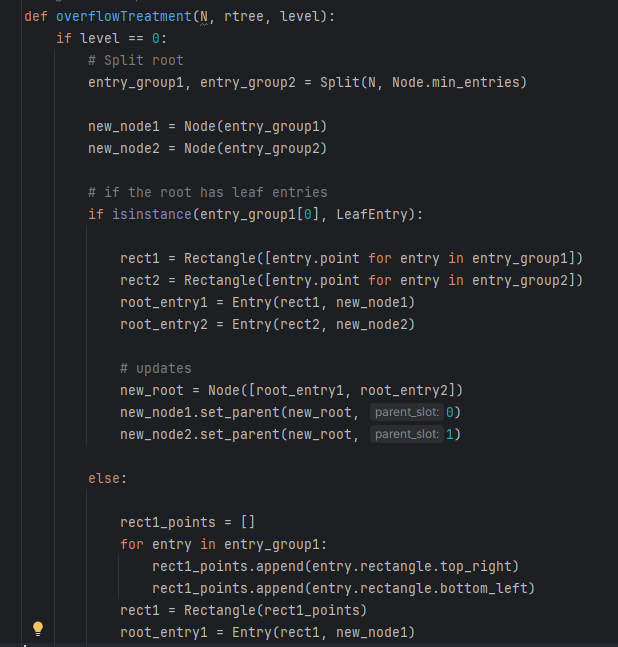 def overflowTreatment(N, rtree, level):
    if level == 0:
        # Split root
        entry_group1, entry_group2 = Split(N, Node.min_entries)
        new_node1 = Node(entry_group1)
        new_node2 = Node(entry_group2)
        # if the root has leaf entries
        if isinstance(entry_group1[0], LeafEntry):
            rect1 = Rectangle([entry.point for entry in entry_group1])
            rect2 = Rectangle([entry.point for entry in entry_group2])
            root_entry1 = Entry(rect1, new_node1)
            root_entry2 = Entry(rect2, new_node2)
            # updates
            new_root = Node([root_entry1, root_entry2])
            new_node1.set_parent(new_root, parent_slot: 0)
            new_node2.set_parent(new_root, parent_slot: 1)
        else:
            rect1_points = []
            for entry in entry_group1:
                rect1_points.append(entry.rectangle.top_right)
                rect1_points.append(entry.rectangle.bottom_left)
            rect1 = Rectangle(rect1_points)
            root_entry1 = Entry(rect1, new_node1)